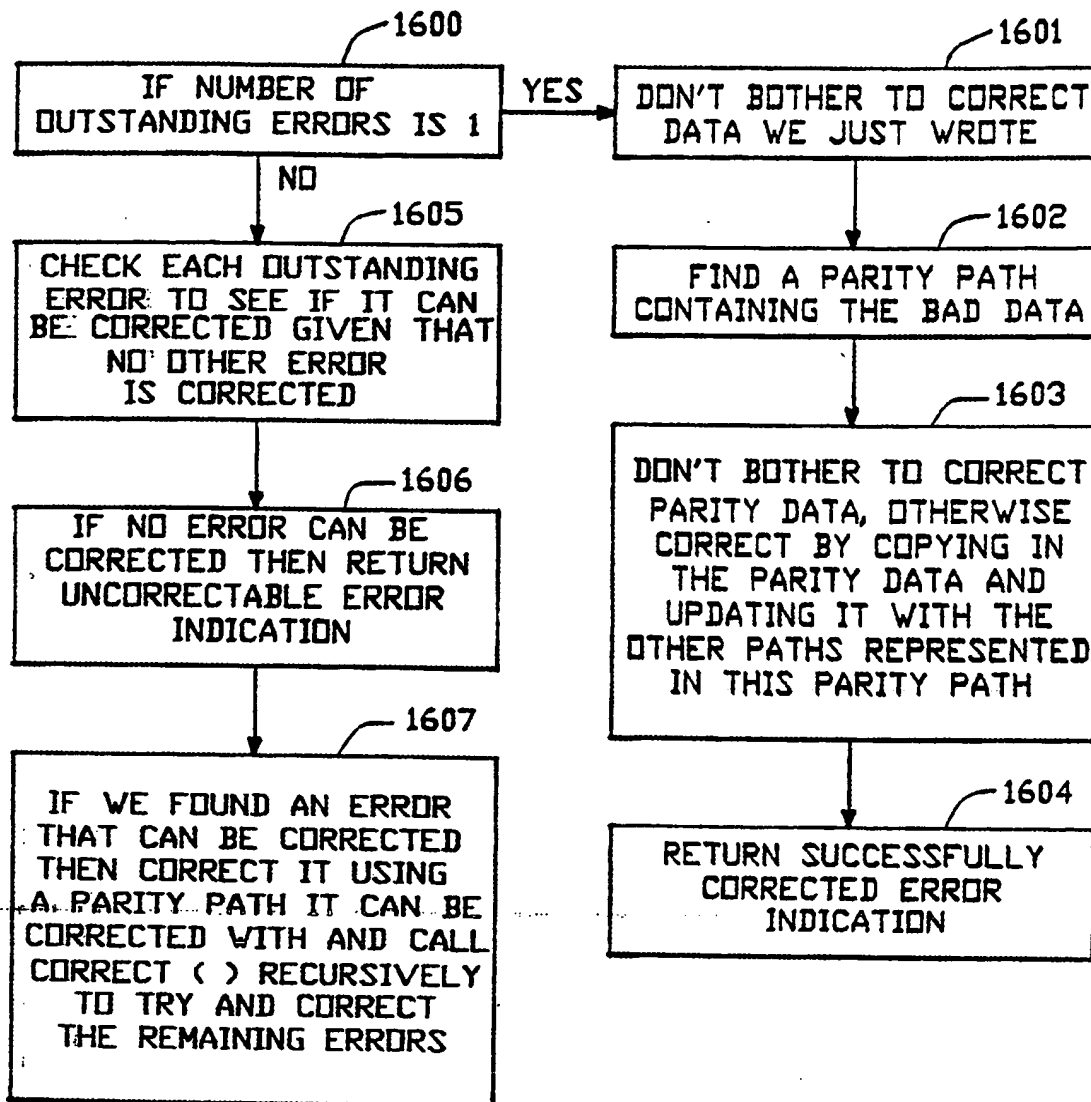 1600
IF NUMBER OF
OUTSTANDING ERRORS IS 1
YES
NO
1601
DON'T BOTHER TO CORRECT
DATA WE JUST WROTE
1602
FIND A PARITY PATH
CONTAINING THE BAD DATA
1603
DON'T BOTHER TO CORRECT
PARITY DATA, OTHERWISE
CORRECT BY COPYING IN
THE PARITY DATA AND
UPDATING IT WITH THE
OTHER PATHS REPRESENTED
IN THIS PARITY PATH
1604
RETURN SUCCESSFULLY
CORRECTED ERROR
INDICATION
1605
CHECK EACH OUTSTANDING
ERROR TO SEE IF IT CAN
BE CORRECTED GIVEN THAT
NO OTHER ERROR
IS CORRECTED
1606
IF NO ERROR CAN BE
CORRECTED THEN RETURN
UNCORRECTABLE ERROR
INDICATION
1607
IF WE FOUND AN ERROR
THAT CAN BE CORRECTED
THEN CORRECT IT USING
A PARITY PATH IT CAN BE
CORRECTED WITH AND CALL
CORRECT ( ) RECURSIVELY
TO TRY AND CORRECT
THE REMAINING ERRORS